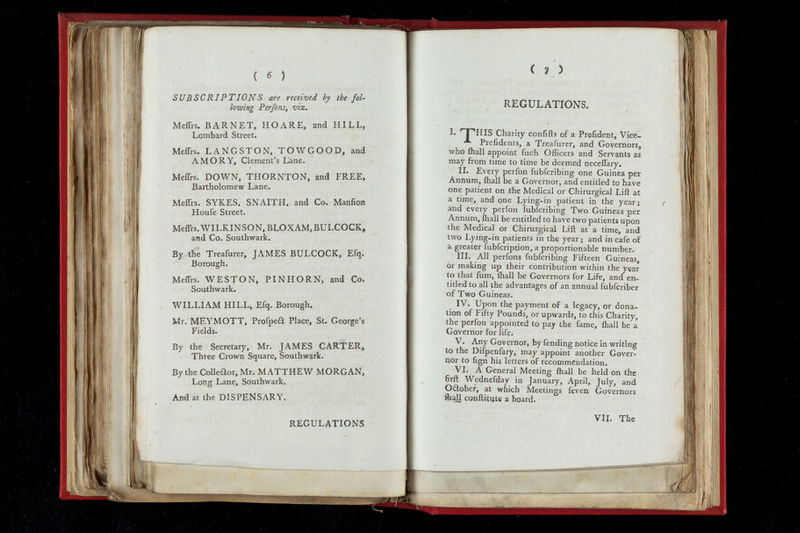 ( 6 )
SUBSCRIPTIONS are received by the fol-
lowing Perſons, viz.
Meſſrs. BARNET, HOARE, and HILL,
Lombard Street.
Meſſrs. LANGSTON, TOWGOOD, and
AMORY, Clement's Lane.
Meſſrs. DOWN, THORNTON, and FREE,
Bartholomew Lane.
Meſſrs. SYKES, SNAITH, and Co. Manſion
Houſe Street.
Meſſrs. WILKINSON, BLOXAM, BULCOCK,
and Co. Southwark.
By the Treaſurer, JAMES BULCOCK, Eſq.
Borough.
Meſſrs. WESTON, PINHORN, and Co.
Southwark.
WILLIAM HILL, Eſq. Borough.
Mr. MEYMOTT, Proſpect Place, St. George's
Fields.
By the Secretary, Mr. JAMES CARTER,
Three Crown Square, Southwark.
By the Collector, Mr. MATTHEW MORGAN,
Long Lane, Southwark.
And at the DISPENSARY.
REGULATIONS
( 7 )
REGULATIONS.
I. THIS Charity conſiſts of a Preſident, Vice-
Preſidents, a Treaſurer, and Governors,
who ſhall appoint ſuch Officers and Servants as
may from time to time be deemed neceſſary.
II. Every perſon ſubſcribing one Guinea per
Annum, ſhall be a Governor, and entitled to have
one patient on the Medical or Chirurgical Liſt at
a time, and one Lying-in patient in the year;
and every perſon ſubſcribing Two Guineas per
Annum, ſhall be entitled to have two patients upon
the Medical or Chirurgical Liſt at a time, and
two Lying-in patients in the year; and in caſe of
a greater ſubſcription, a proportionable number.
III. All perſons ſubſcribing Fifteen Guineas,
or making up their contribution within the year
to that ſum, ſhall be Governors for Life, and en-
titled to all the advantages of an annual ſubſcriber
of Two Guineas.
IV. Upon the payment of a legacy, or dona-
tion of Fifty Pounds, or upwards, to this Charity,
the perſon appointed to pay the ſame, ſhall be a
Governor for life.
V. Any Governor, by ſending notice in writing
to the Diſpenſary, may appoint another Gover-
nor to ſign his letters of recommendation.
VI. A General Meeting ſhall be held on the
firſt Wedneſday in January, April, July, and
October, at which Meetings ſeven Governors
ſhall conſtitute a board.
VII. The